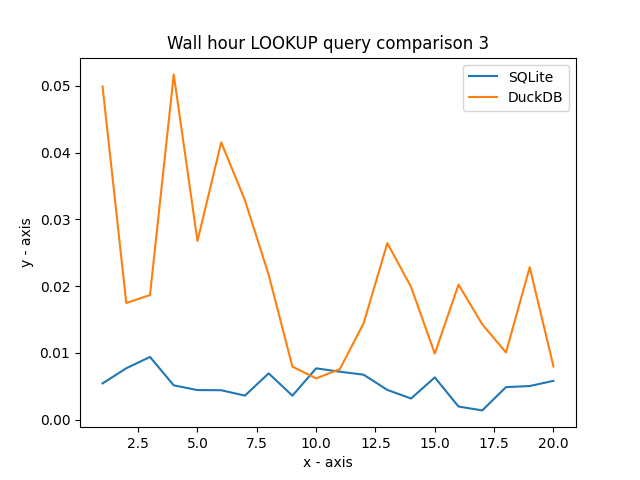 Wall hour LOOKUP query comparison 3
SQLite
DuckDB
0.05
0.04
0.03
0.02
0.01
0.00
y - axis
2.5 5.0 7.5 10.0 12.5 15.0 17.5 20.0
x - axis